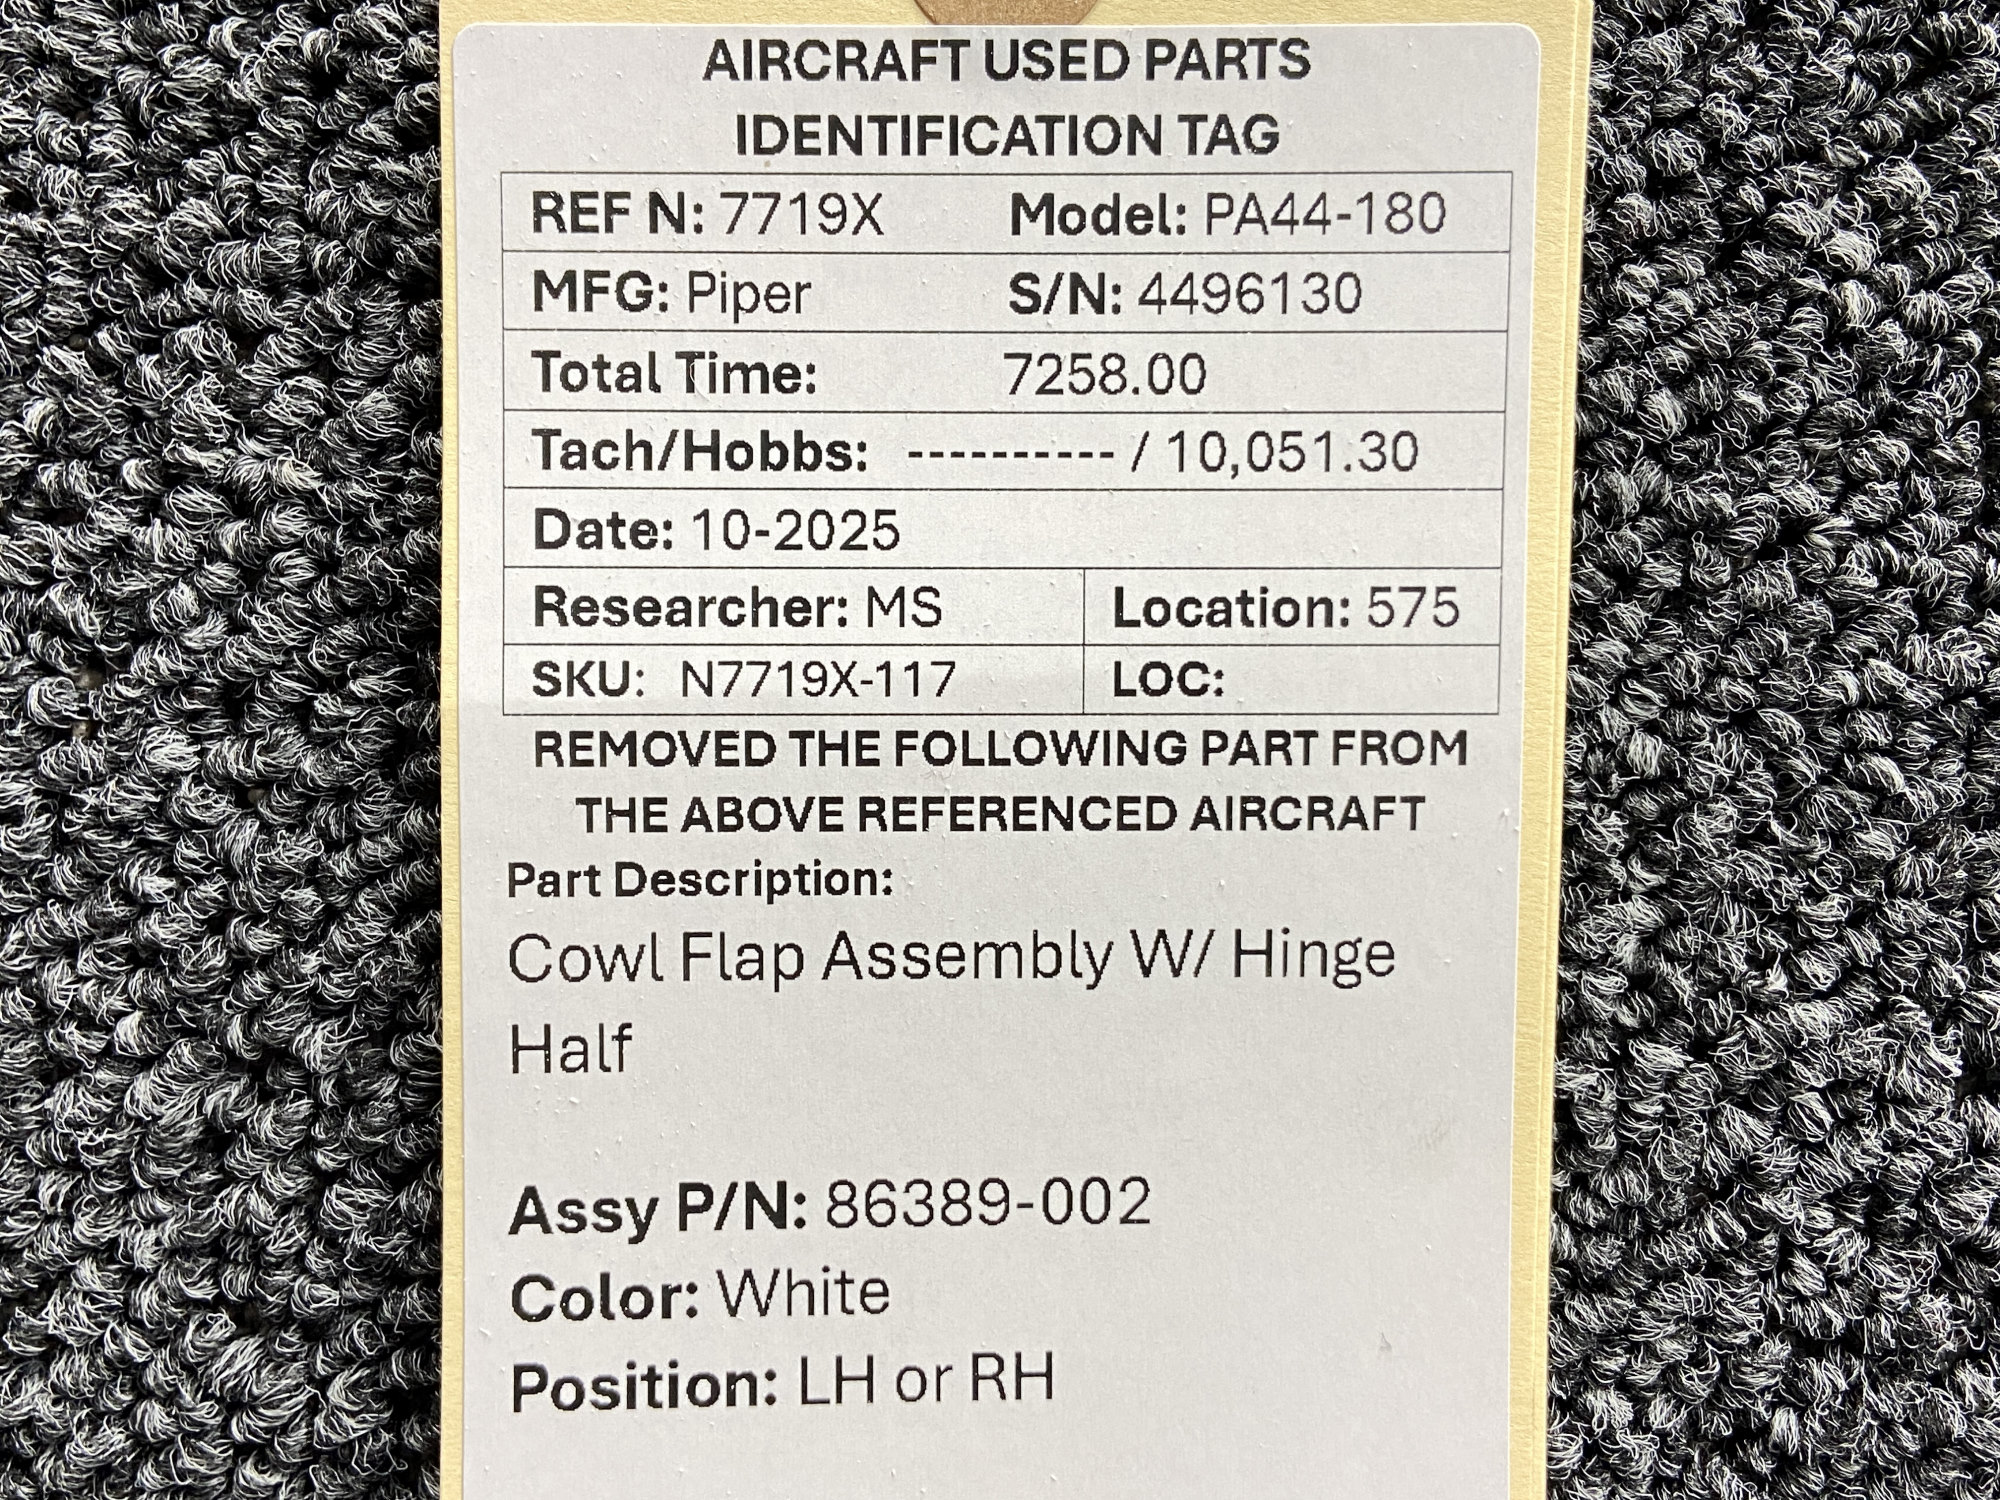 AIRCRAFT USED PARTS
IDENTIFICATION TAG
REF N: 7719X Model: PA44-180
MFG: Piper S/N: 4496130
Total Time: 7258.00
Tach/Hobbs: ---------- / 10,051.30
Date: 10-2025
Researcher: MS Location: 575
SKU: N7719X-117 LOC:
REMOVED THE FOLLOWING PART FROM
THE ABOVE REFERENCED AIRCRAFT
Part Description:
Cowl Flap Assembly W/ Hinge
Half
Assy P/N: 86389-002
Color: White
Position: LH or RH